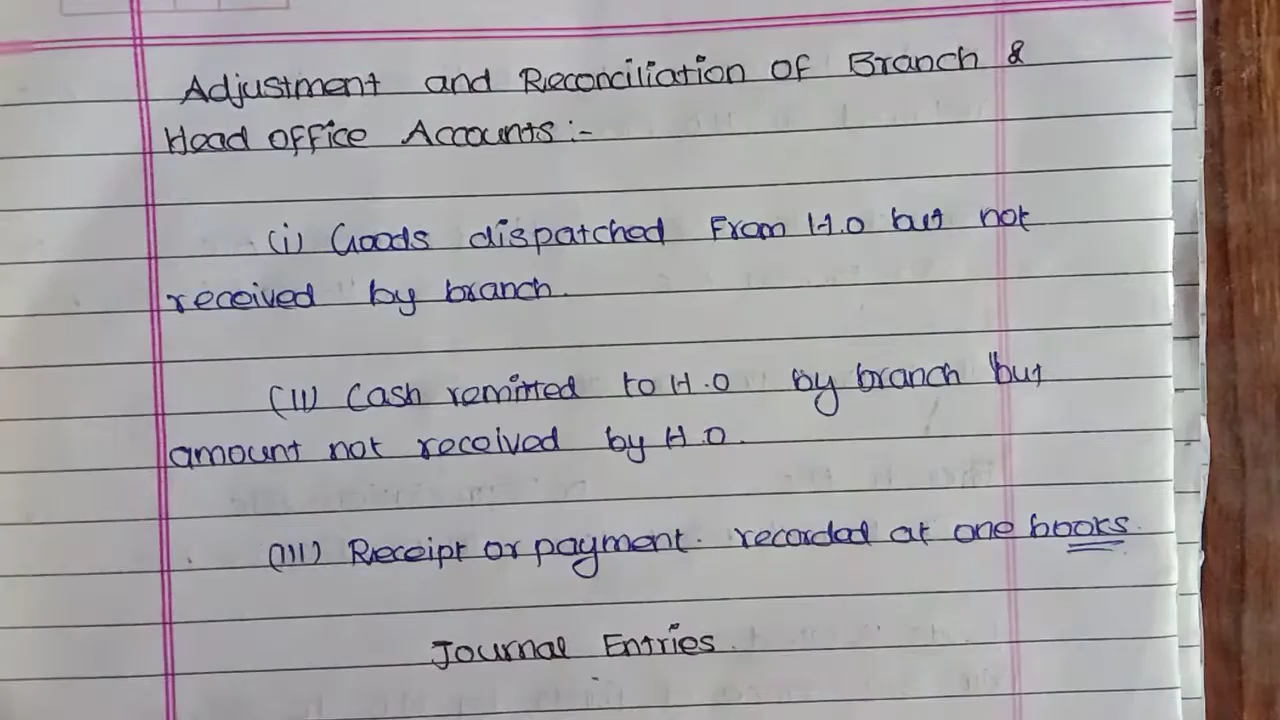 Adjustment and Reconciliation of Branch &
Head office Accounts :-
(i) Goods dispatched from H.O but not
received by branch.
(II) Cash remitted to H.O by branch but
amount not received by H.O.
(III) Receipt or payment. recorded at one books.
Journal Entries.